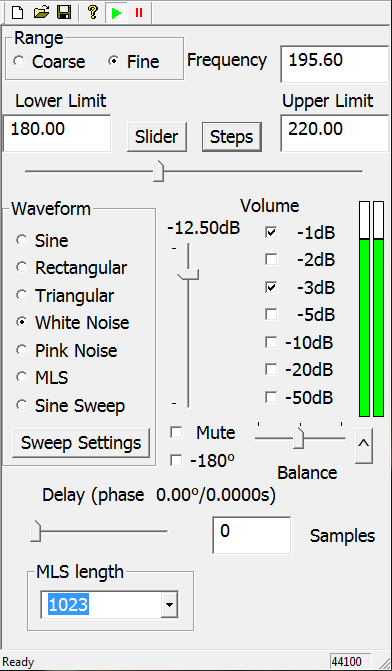 Range
Coarse Fine Frequency 195.60
Lower Limit Upper Limit
180.00 Slider Steps 220.00
Waveform Volume
-12.50dB
Sine
Rectangular
Triangular
White Noise
Pink Noise
MLS
Sine Sweep
Sweep Settings
-1dB
-2dB
-3dB
-5dB
-10dB
-20dB
-50dB
Mute
-180º
Balance
^
Delay (phase 0.00º/0.0000s)
0 Samples
MLS length
1023
Ready 44100